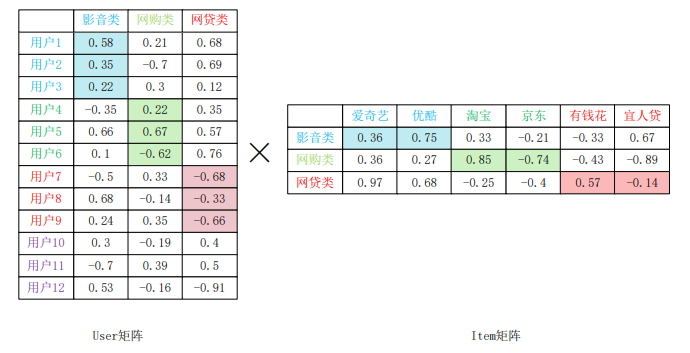 影音类 网购类 网贷类
用户1 0.58 0.21 0.68
用户2 0.35 -0.7 0.69
用户3 0.22 0.3 0.12
用户4 -0.35 0.22 0.35
用户5 0.66 0.67 0.57
用户6 0.1 -0.62 0.76
用户7 -0.5 0.33 -0.68
用户8 0.68 -0.14 -0.33
用户9 0.24 0.35 -0.66
用户10 0.3 -0.19 0.4
用户11 -0.7 0.39 0.5
用户12 0.53 -0.16 -0.91
User矩阵
×
爱奇艺 优酷 淘宝 京东 有钱花 宜人贷
影音类 0.36 0.75 0.33 -0.21 -0.33 0.67
网购类 0.36 0.27 0.85 -0.74 -0.43 -0.89
网贷类 0.97 0.68 -0.25 -0.4 0.57 -0.14
Item矩阵